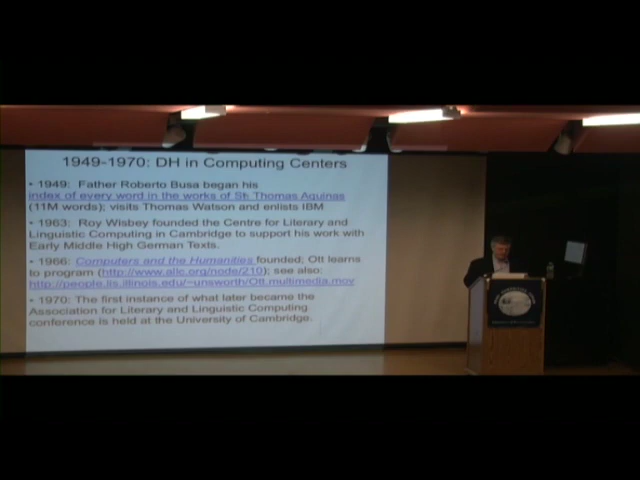 1949-1970: DH in Computing Centers
• 1949: Father Roberto Busa began his
index of every word in the works of St. Thomas Aquinas
(11M words); visits Thomas Watson and enlists IBM
• 1963: Roy Wisbey founded the Centre for Literary and
Linguistic Computing in Cambridge to support his work with
Early Middle High German Texts.
• 1966: Computers and the Humanities founded; Ott learns
to program (http://www.allc.org/node/210); see also:
http://people.lis.illinois.edu/~unsworth/Ott.multimedia.mov
• 1970: The first instance of what later became the
Association for Literary and Linguistic Computing
conference is held at the University of Cambridge.